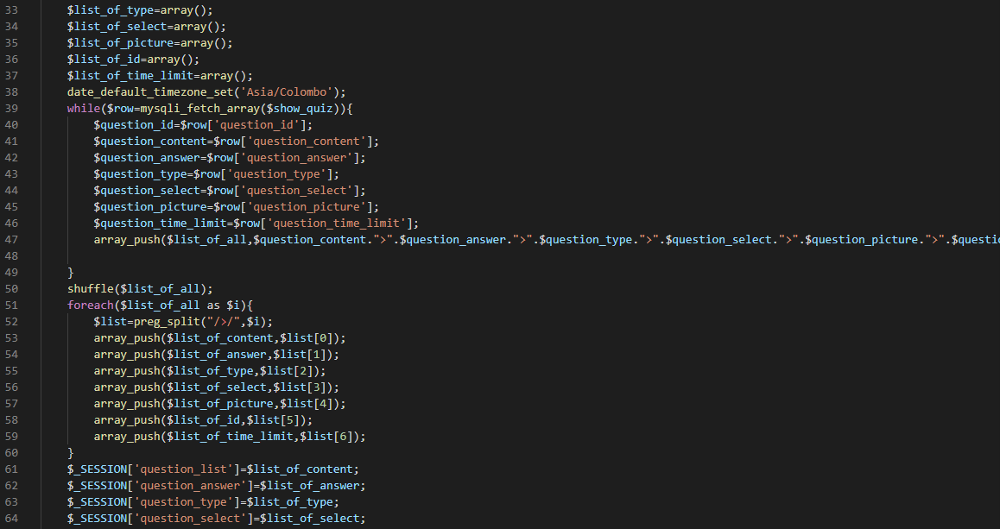 33 $list_of_type=array();
34 $list_of_select=array();
35 $list_of_picture=array();
36 $list_of_id=array();
37 $list_of_time_limit=array();
38 date_default_timezone_set('Asia/Colombo');
39 while($row=mysqli_fetch_array($show_quiz)){
40 $question_id=$row['question_id'];
41 $question_content=$row['question_content'];
42 $question_answer=$row['question_answer'];
43 $question_type=$row['question_type'];
44 $question_select=$row['question_select'];
45 $question_picture=$row['question_picture'];
46 $question_time_limit=$row['question_time_limit'];
47 array_push($list_of_all,$question_content.">".$question_answer.">".$question_type.">".$question_select.">".$question_picture.">".$questio
48
49 }
50 shuffle($list_of_all);
51 foreach($list_of_all as $i){
52 $list=preg_split("/>/",$i);
53 array_push($list_of_content,$list[0]);
54 array_push($list_of_answer,$list[1]);
55 array_push($list_of_type,$list[2]);
56 array_push($list_of_select,$list[3]);
57 array_push($list_of_picture,$list[4]);
58 array_push($list_of_id,$list[5]);
59 array_push($list_of_time_limit,$list[6]);
60 }
61 $_SESSION['question_list']=$list_of_content;
62 $_SESSION['question_answer']=$list_of_answer;
63 $_SESSION['question_type']=$list_of_type;
64 $_SESSION['question_select']=$list_of_select;